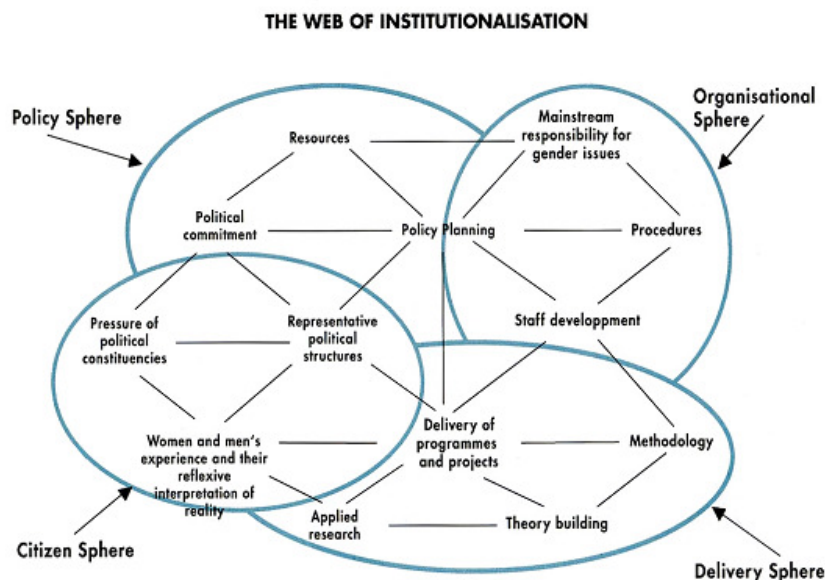 THE WEB OF INSTITUTIONALISATION
Policy Sphere
Organisational
Sphere
Resources
Mainstream
responsibility for
gender issues
Political
commitment
Policy Planning
Procedures
Pressure of
political
constituencies
Representative
political
structures
Staff developpment
Women and men's
experience and their
reflexive
interpretation of
reality
Delivery of
programmes
and projects
Methodology
Applied
research
Theory building
Citizen Sphere
Delivery Sphere